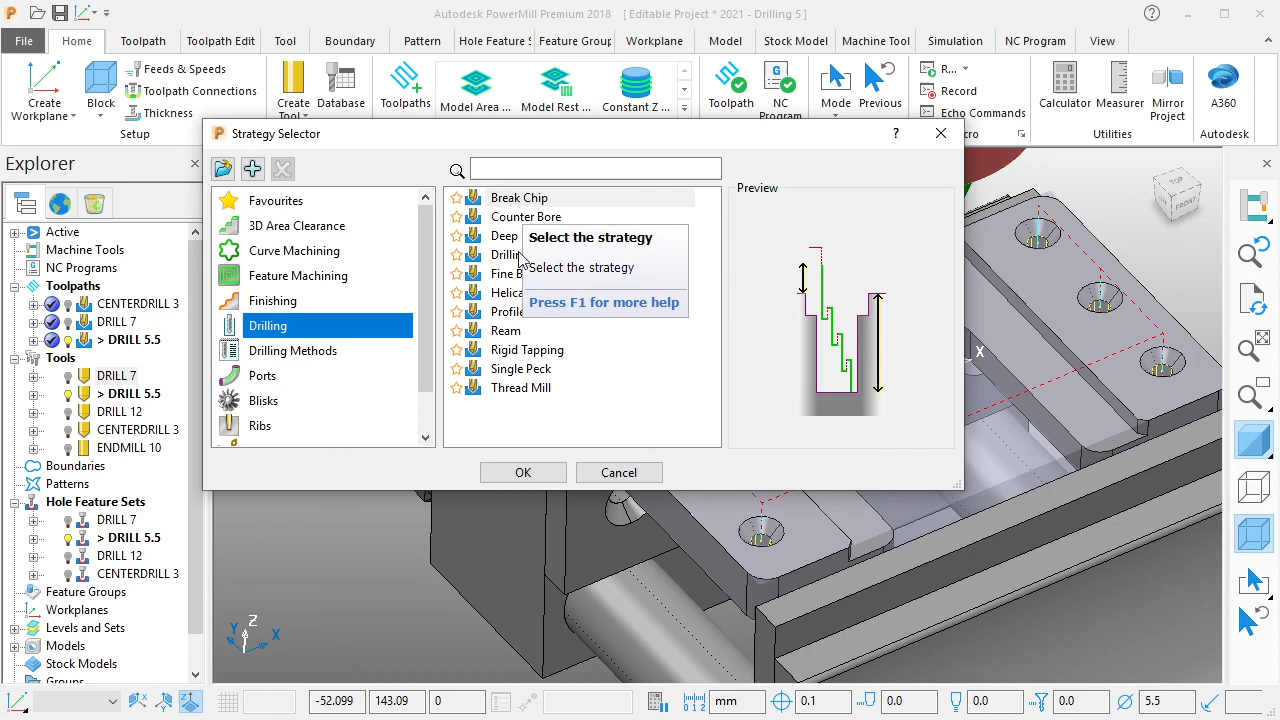 Autodesk PowerMill Premium 2018   [ Editable Project * 2021 - Drilling 5 ]
File Home Toolpath Toolpath Edit Tool Boundary Pattern Hole Feature S Feature Group Workplane Model Stock Model Machine Tool Simulation NC Program View
Feeds & Speeds
Toolpath Connections
Thickness
Create Workplane
Block
Setup
Create Tool
Database
Toolpaths
Model Area ...
Model Rest ...
Constant Z ...
Toolpath
NC Program
Mode
Previous
R...
Record
Echo Commands
Calculator
Measurer
Mirror Project
Utilities
A360
Autodesk
Explorer
Active
Machine Tools
NC Programs
Toolpaths
CENTERDRILL 3
DRILL 7
> DRILL 5.5
Tools
DRILL 7
> DRILL 5.5
DRILL 12
CENTERDRILL 3
ENDMILL 10
Boundaries
Patterns
Hole Feature Sets
DRILL 7
> DRILL 5.5
DRILL 12
CENTERDRILL 3
Feature Groups
Workplanes
Levels and Sets
Models
Stock Models
Strategy Selector
?
Favourites
3D Area Clearance
Curve Machining
Feature Machining
Finishing
Drilling
Drilling Methods
Ports
Blisks
Ribs
Break Chip
Counter Bore
Deep
Ream
Rigid Tapping
Single Peck
Thread Mill
Select the strategy
Select the strategy
Press F1 for more help
Preview
OK
Cancel
TOP
FRONT
X
Z
Y
X
-52.099
143.09
0
mm
0.1
0.0
0.0
0.0
5.5